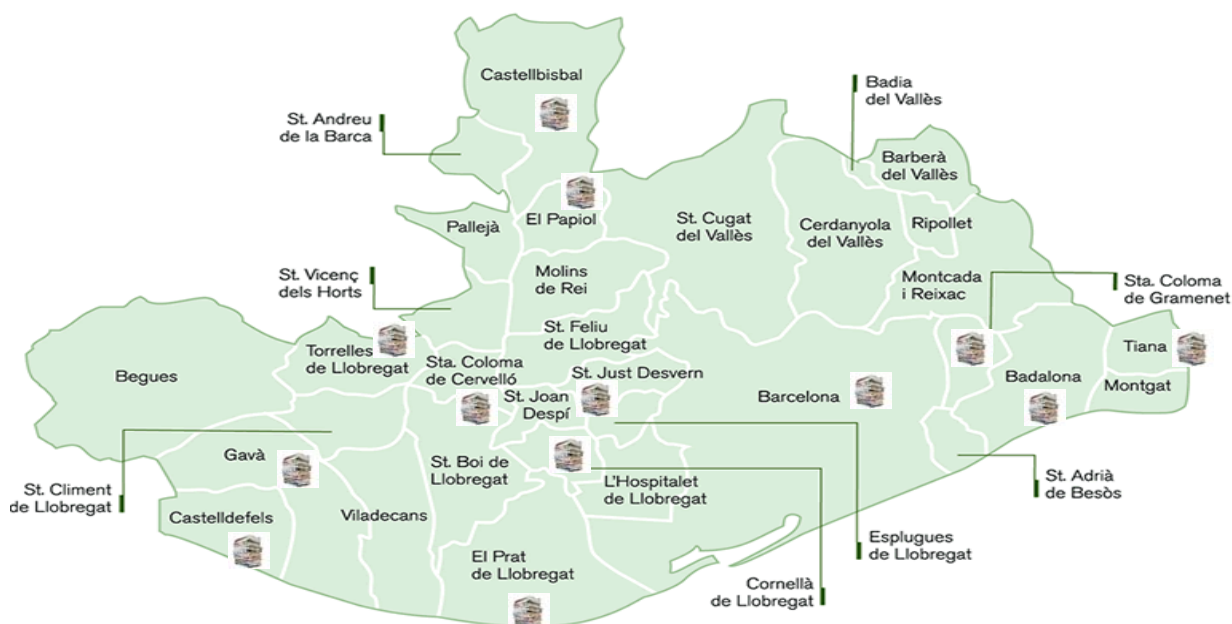 Castellbisbal
Badia
del Vallès
St. Andreu
de la Barca
Barberà
del Vallès
El Papiol
Pallejà
St. Cugat
del Vallès
Cerdanyola
del Vallès
Ripollet
St. Vicenç
dels Horts
Molins
de Rei
Montcada
i Reixac
Sta. Coloma
de Gramenet
St. Feliu
de Llobregat
Torrelles
de Llobregat
Sta. Coloma
de Cervelló
St. Just Desvern
Tiana
Begues
St. Joan
Despí
Barcelona
Badalona
Montgat
Gavà
St. Boi de
Llobregat
L'Hospitalet
de Llobregat
St. Adrià
de Besòs
St. Climent
de Llobregat
Castelldefels
Viladecans
El Prat
de Llobregat
Esplugues
de Llobregat
Cornellà
de Llobregat